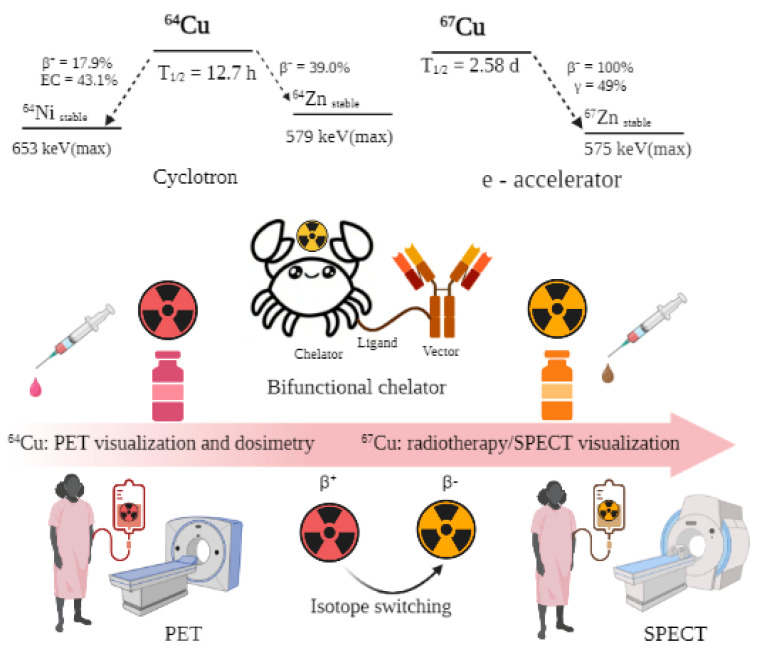 ⁶⁴Cu
β⁺ = 17.9%
EC = 43.1%
T₁/₂ = 12.7 h
β⁻ = 39.0%
⁶⁴Ni stable
653 keV(max)
⁶⁴Zn stable
579 keV(max)
Cyclotron
⁶⁷Cu
T₁/₂ = 2.58 d
β⁻ = 100%
γ = 49%
⁶⁷Zn stable
575 keV(max)
e - accelerator
Chelator
Ligand
Vector
Bifunctional chelator
⁶⁴Cu: PET visualization and dosimetry
⁶⁷Cu: radiotherapy/SPECT visualization
β⁺
β-
Isotope switching
PET
SPECT